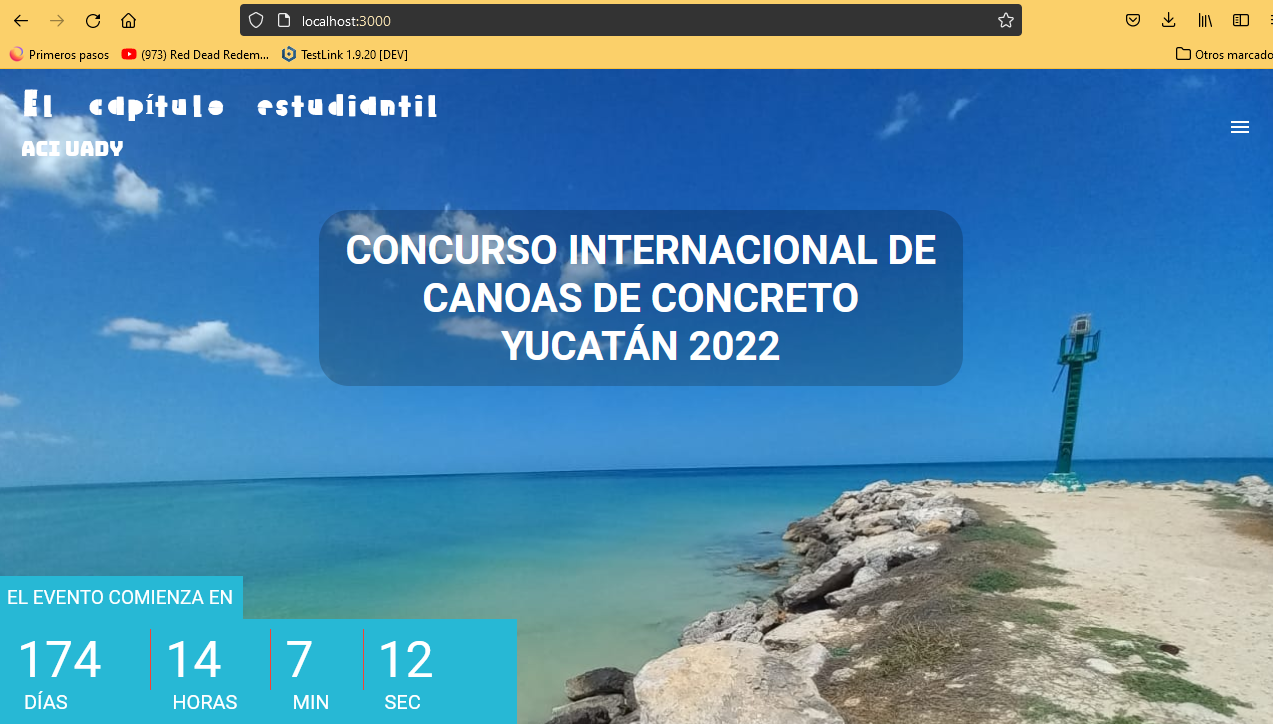 localhost:3000
Primeros pasos
(973) Red Dead Redem...
TestLink 1.9.20 [DEV]
Otros marcado
El capítulo estudiantil
ACI UADY
CONCURSO INTERNACIONAL DE
CANOAS DE CONCRETO
YUCATÁN 2022
EL EVENTO COMIENZA EN
174 14 7 12
DÍAS HORAS MIN SEC